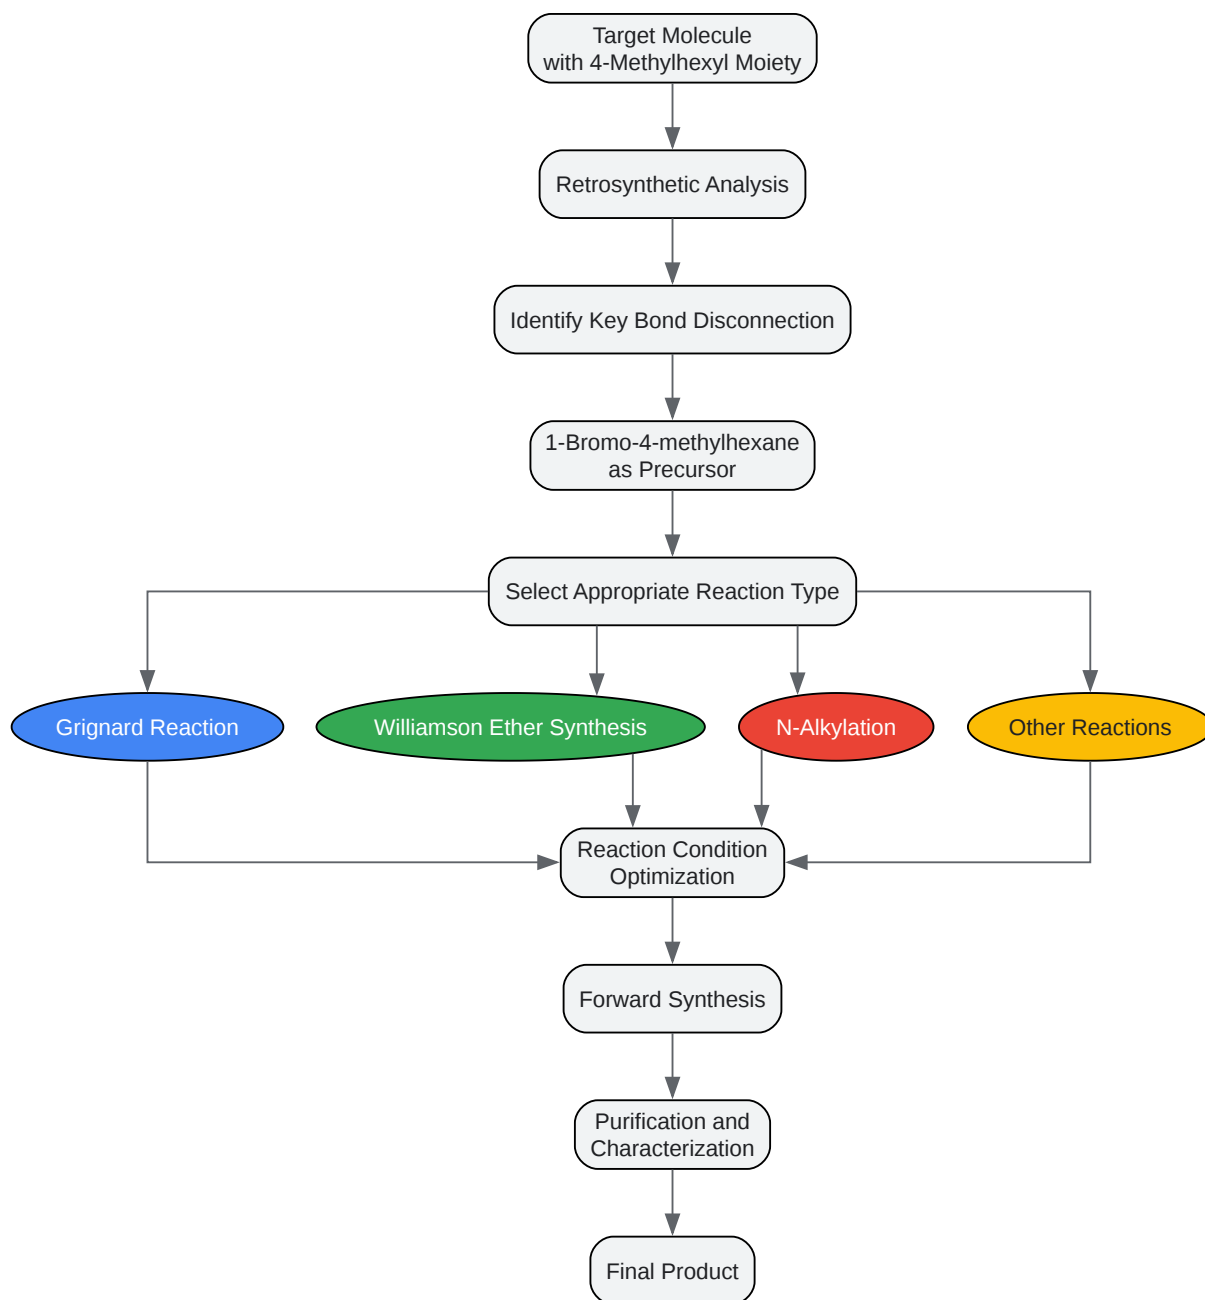 Target Molecule
with 4-Methylhexyl Moiety
Retrosynthetic Analysis
Identify Key Bond Disconnection
1-Bromo-4-methylhexane
as Precursor
Select Appropriate Reaction Type
Grignard Reaction
Williamson Ether Synthesis
N-Alkylation
Other Reactions
Reaction Condition
Optimization
Forward Synthesis
Purification and
Characterization
Final Product